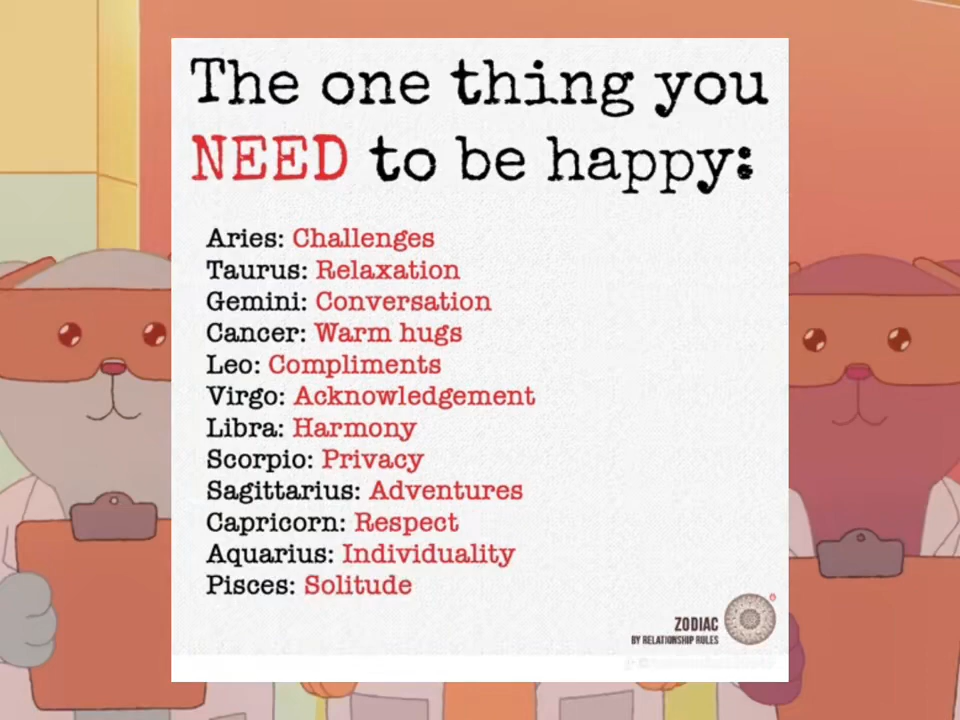 The one thing you
NEED to be happy:
Aries: Challenges
Taurus: Relaxation
Gemini: Conversation
Cancer: Warm hugs
Leo: Compliments
Virgo: Acknowledgement
Libra: Harmony
Scorpio: Privacy
Sagittarius: Adventures
Capricorn: Respect
Aquarius: Individuality
Pisces: Solitude
ZODIAC
BY RELATIONSHIP RULES